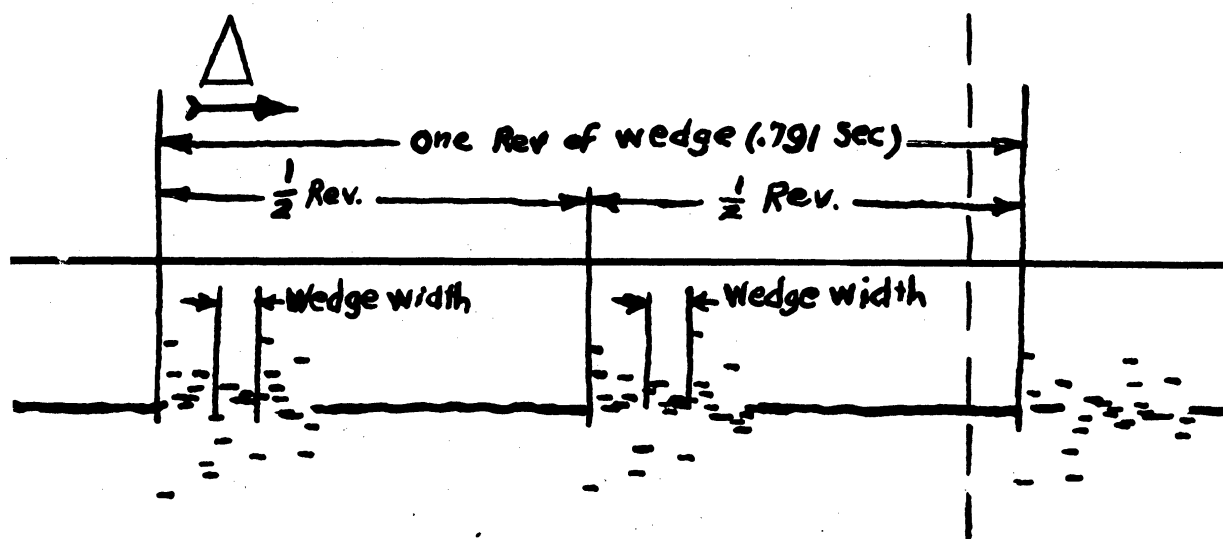 One Rev of wedge (.791 Sec)
1/2 Rev. 1/2 Rev.
Wedge width Wedge width